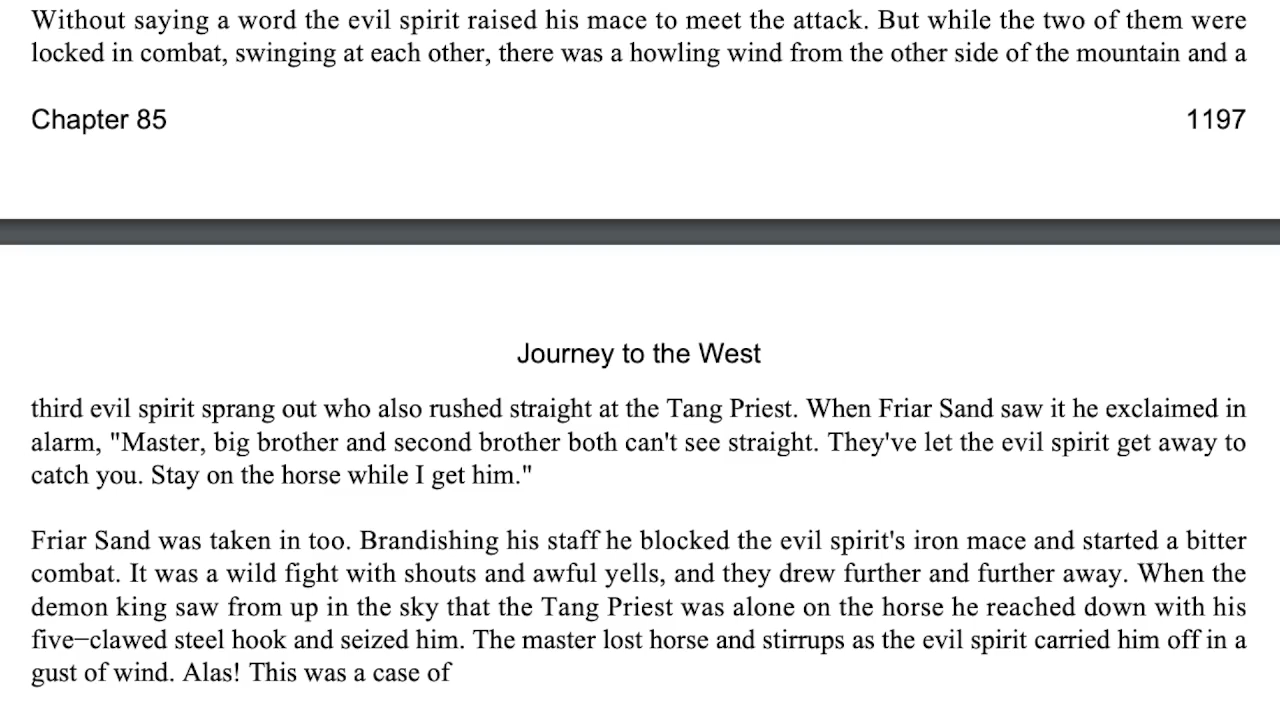 Without saying a word the evil spirit raised his mace to meet the attack. But while the two of them were
locked in combat, swinging at each other, there was a howling wind from the other side of the mountain and a
Chapter 85 1197
Journey to the West
third evil spirit sprang out who also rushed straight at the Tang Priest. When Friar Sand saw it he exclaimed in
alarm, "Master, big brother and second brother both can't see straight. They've let the evil spirit get away to
catch you. Stay on the horse while I get him."
Friar Sand was taken in too. Brandishing his staff he blocked the evil spirit's iron mace and started a bitter
combat. It was a wild fight with shouts and awful yells, and they drew further and further away. When the
demon king saw from up in the sky that the Tang Priest was alone on the horse he reached down with his
five−clawed steel hook and seized him. The master lost horse and stirrups as the evil spirit carried him off in a
gust of wind. Alas! This was a case of